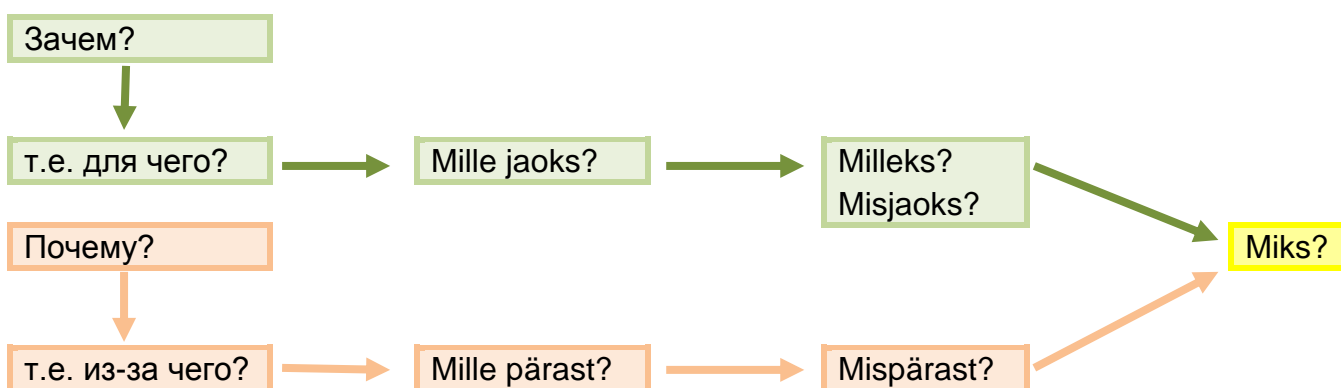 Зачем?
т.е. для чего?
Mille jaoks?
Milleks?
Misjaoks?
Почему?
Miks?
т.е. из-за чего?
Mille pärast?
Mispärast?